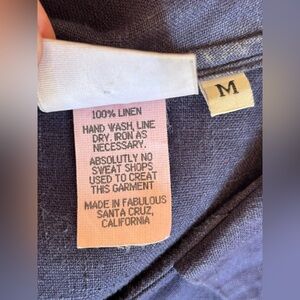 M
100% LINEN
HAND WASH, LINE
DRY. IRON AS
NECESSARY.
ABSOLUTELY NO
SWEAT SHOPS
USED TO CREAT
THIS GARMENT
MADE IN FABULOUS
SANTA CRUZ,
CALIFORNIA